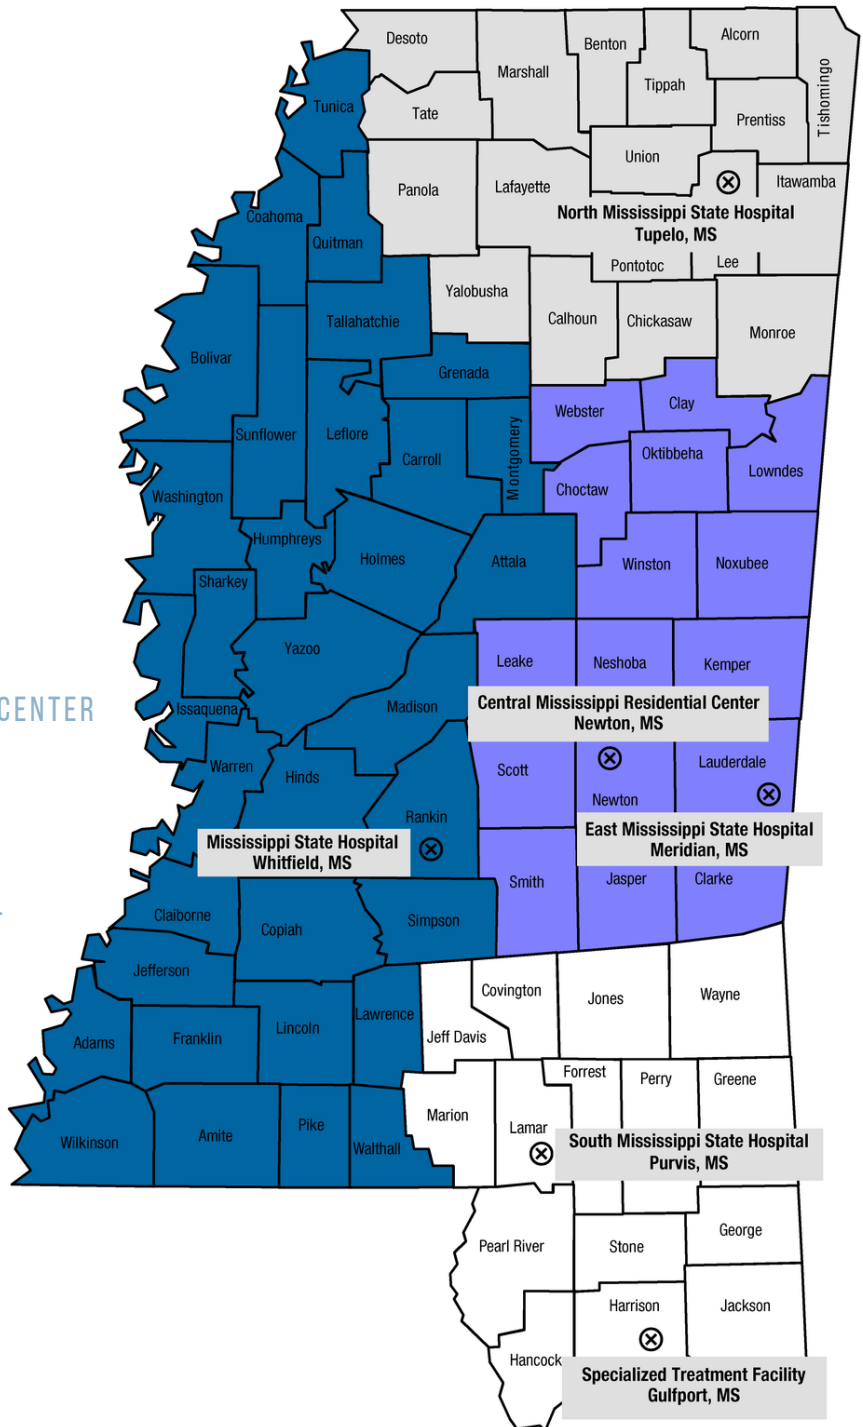 Desoto
Marshall
Benton
Alcorn
Tippah
Tishomingo
Tunica
Tate
Prentiss
Union
Panola
Lafayette
Itawamba
Coahoma
Quitman
North Mississippi State Hospital
Tupelo, MS
Pontotoc
Lee
Yalobusha
Tallahatchie
Calhoun
Chickasaw
Monroe
Bolivar
Grenada
Webster
Clay
Sunflower
Leflore
Carroll
Montgomery
Oktibbeha
Lowndes
Washington
Choctaw
Humphreys
Holmes
Attala
Winston
Noxubee
Sharkey
Yazoo
Leake
Neshoba
Kemper
CENTER
Issaquena
Madison
Central Mississippi Residential Center
Newton, MS
Warren
Hinds
Scott
Lauderdale
Newton
Rankin
Mississippi State Hospital
Whitfield, MS
East Mississippi State Hospital
Meridian, MS
Smith
Jasper
Clarke
Claiborne
Copiah
Simpson
Jefferson
Covington
Jones
Wayne
Adams
Franklin
Lincoln
Lawrence
Jeff Davis
Forrest
Perry
Greene
Wilkinson
Amite
Pike
Walthall
Marion
Lamar
South Mississippi State Hospital
Purvis, MS
Pearl River
Stone
George
Harrison
Jackson
Hancock
Specialized Treatment Facility
Gulfport, MS